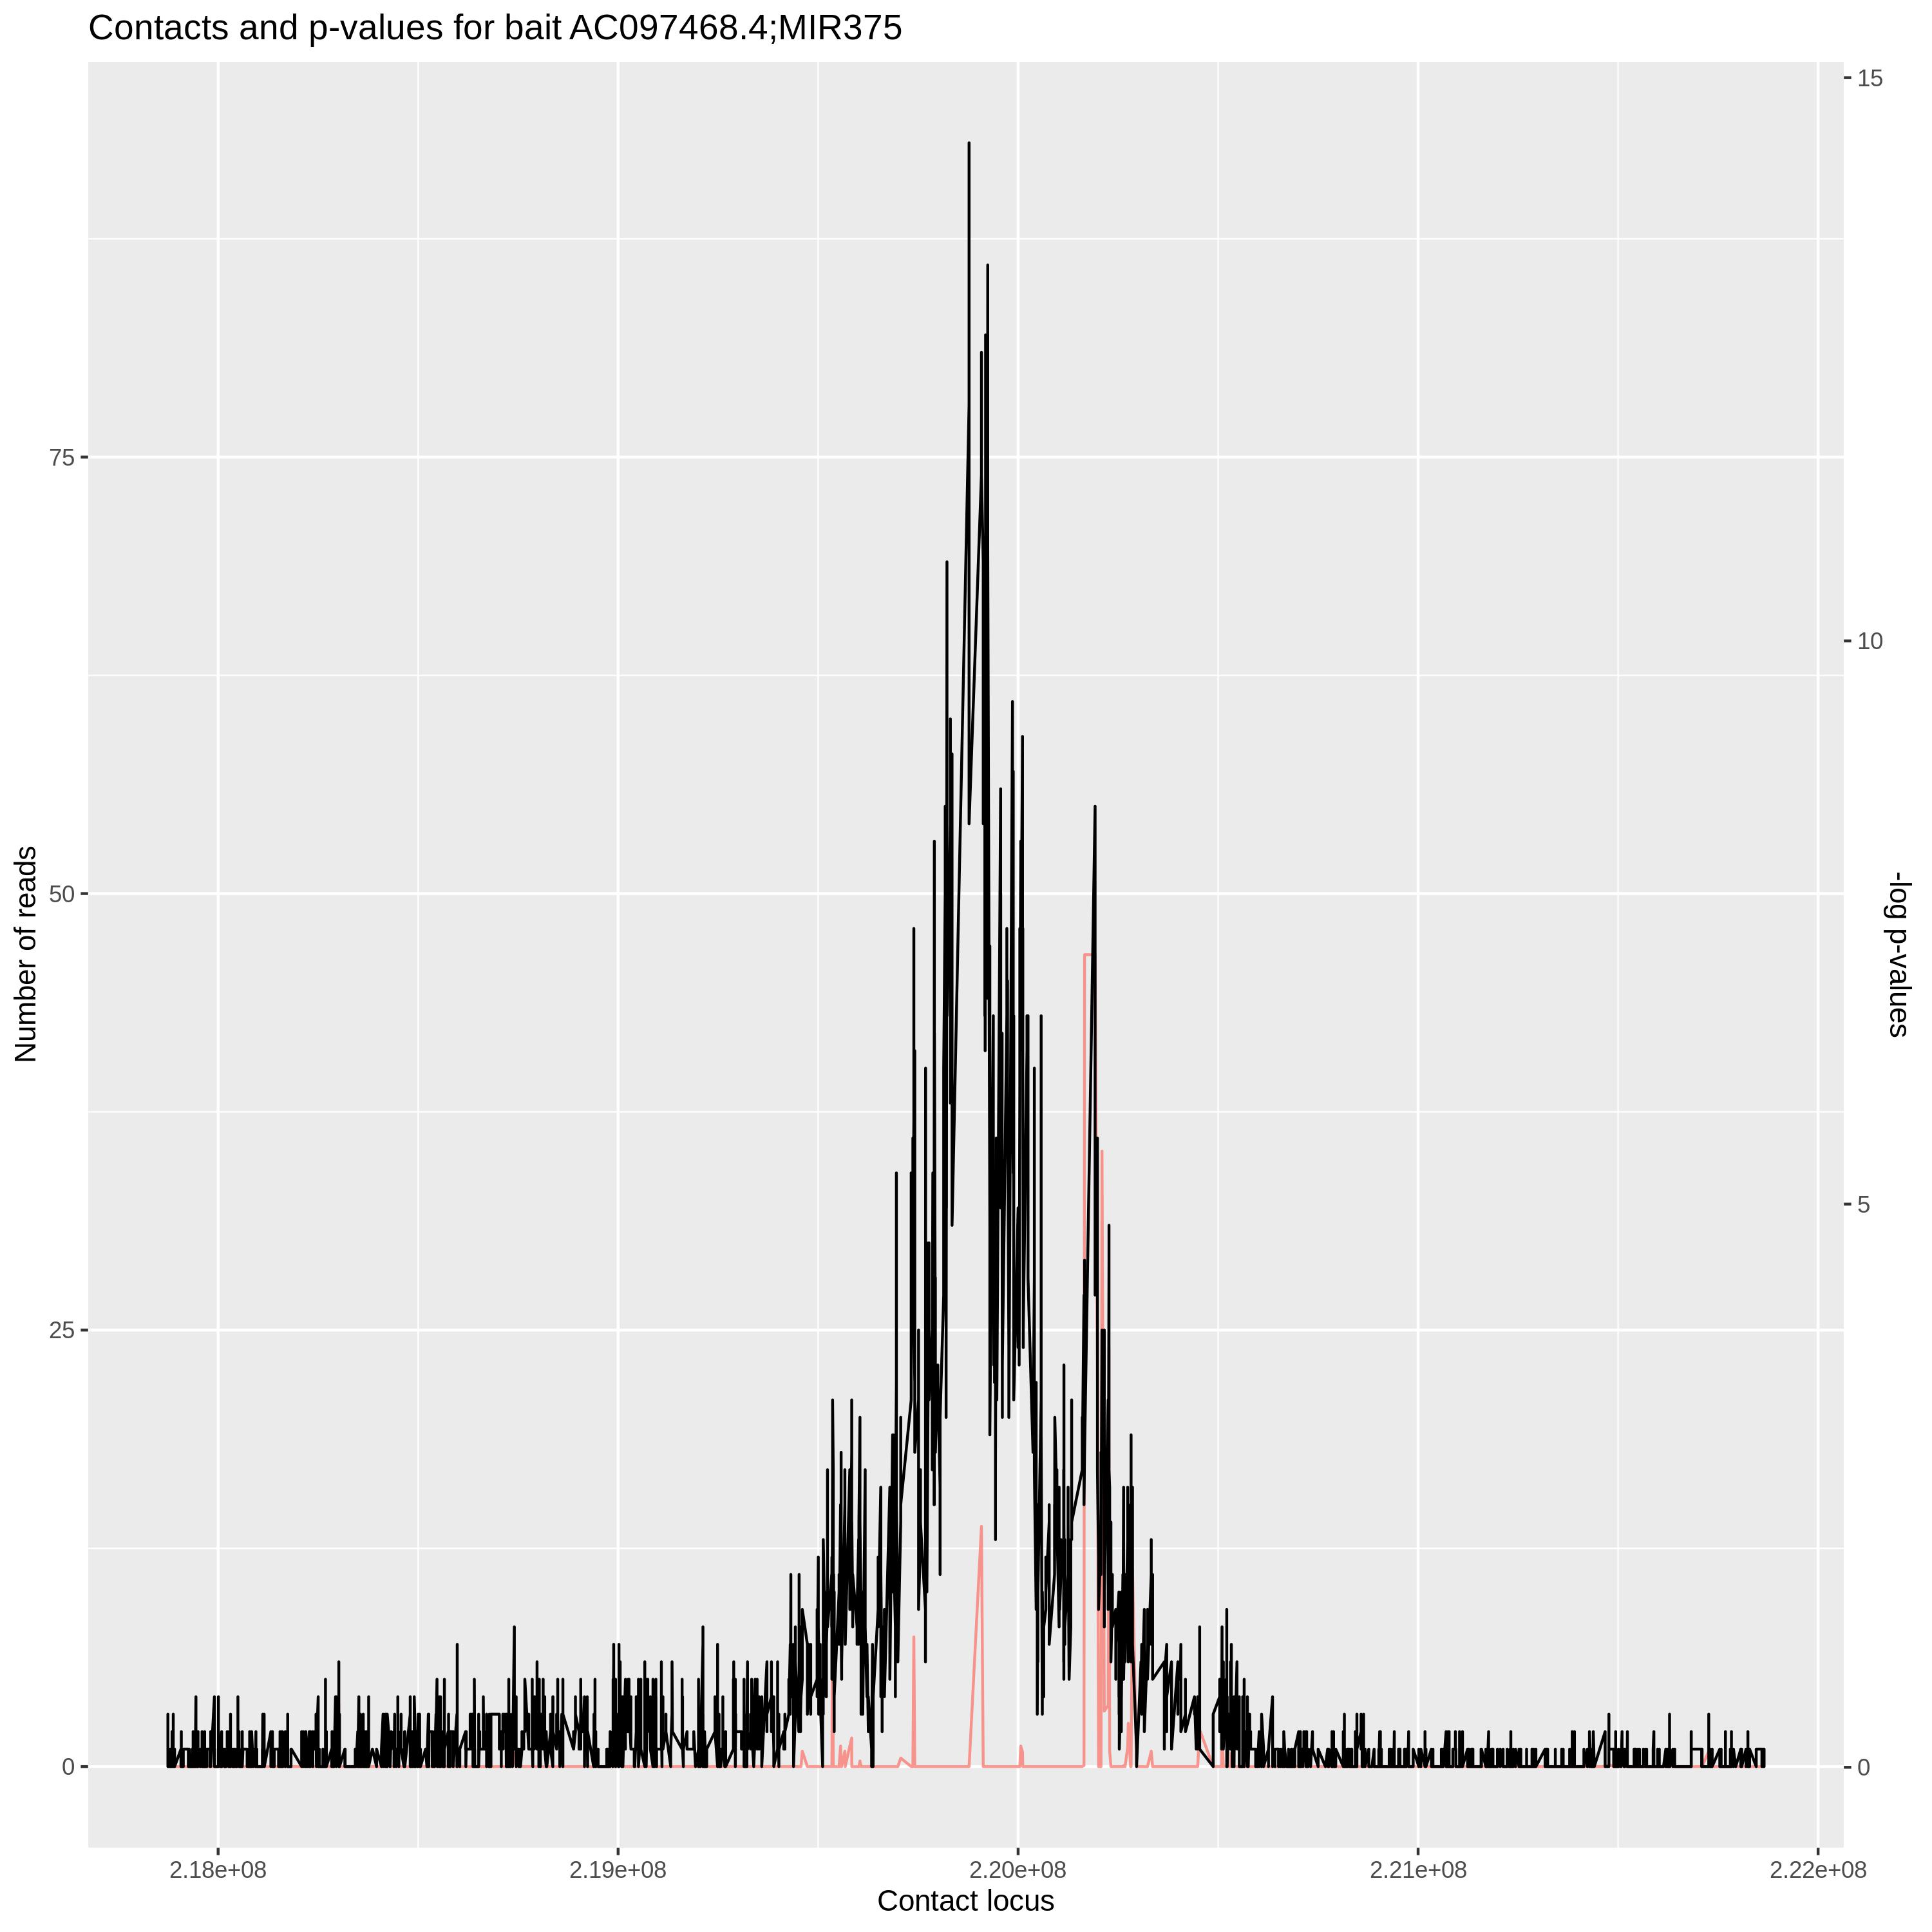 Contacts and p-values for bait AC097468.4;MIR375
15
75
10
Number of reads
-log p-values
50
5
25
0
0
2.18e+08
2.19e+08
2.20e+08
2.21e+08
2.22e+08
Contact locus